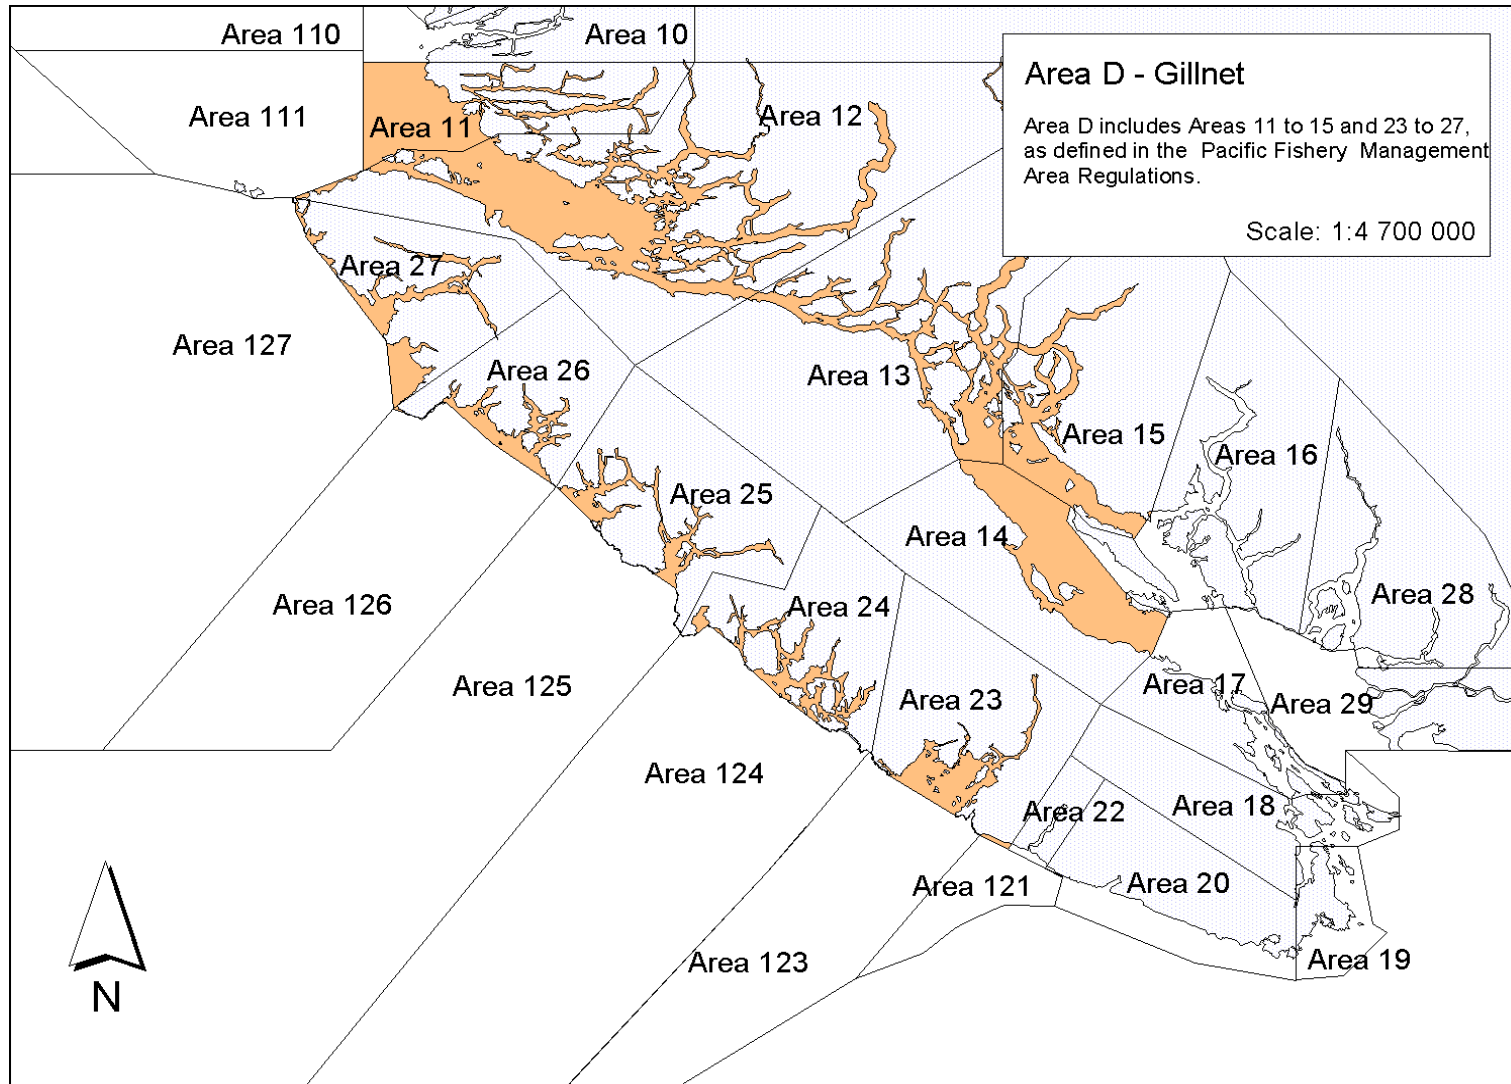 Area 110
Area 10
Area D - Gillnet
Area D includes Areas 11 to 15 and 23 to 27,
as defined in the Pacific Fishery Management
Area Regulations.
Scale: 1:4 700 000
Area 111
Area 11
Area 12
Area 27
Area 127
Area 26
Area 13
Area 15
Area 16
Area 25
Area 14
Area 126
Area 24
Area 28
Area 125
Area 17
Area 23
Area 29
Area 124
Area 22
Area 18
Area 121
Area 20
Area 123
Area 19
N